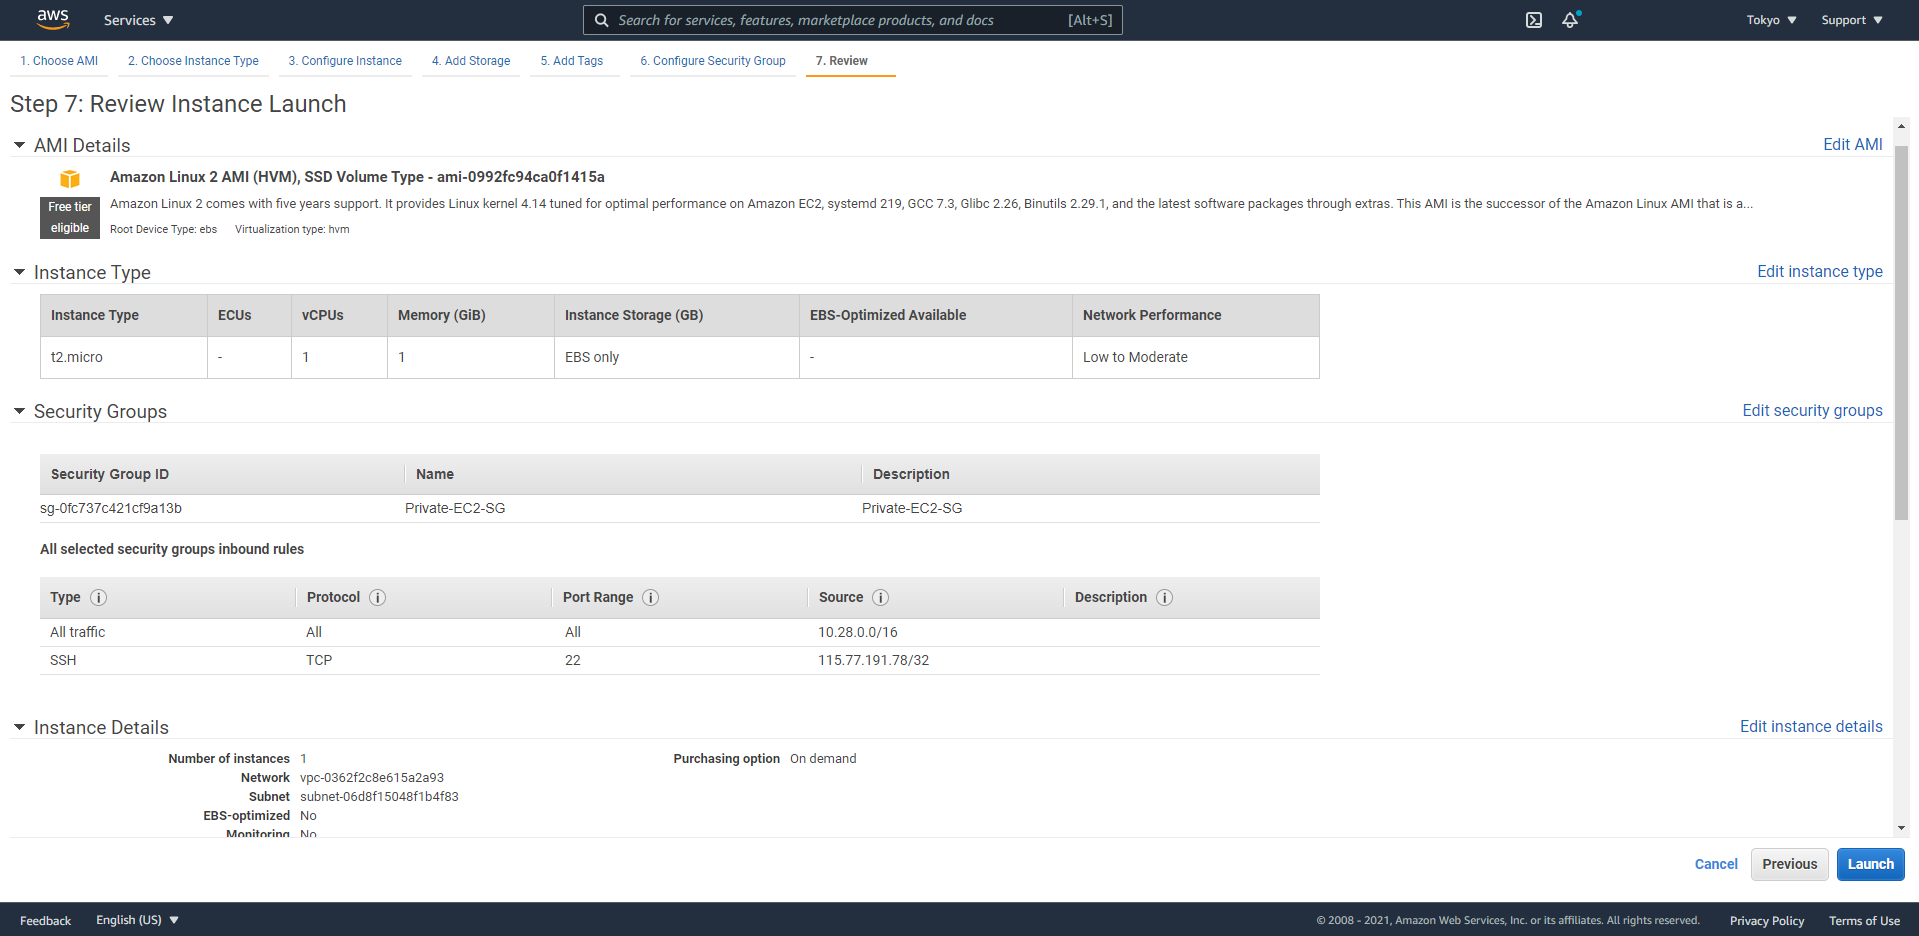 aws Services Search for services, features, marketplace products, and docs [Alt+S] Tokyo Support
1. Choose AMI 2. Choose Instance Type 3. Configure Instance 4. Add Storage 5. Add Tags 6. Configure Security Group 7. Review
Step 7: Review Instance Launch
AMI Details Edit AMI
Amazon Linux 2 AMI (HVM), SSD Volume Type - ami-0992fc94ca0f1415a
Free tier eligible
Amazon Linux 2 comes with five years support. It provides Linux kernel 4.14 tuned for optimal performance on Amazon EC2, systemd 219, GCC 7.3, Glibc 2.26, Binutils 2.29.1, and the latest software packages through extras. This AMI is the successor of the Amazon Linux AMI that is a...
Root Device Type: ebs Virtualization type: hvm
Instance Type Edit instance type
Instance Type ECUs vCPUs Memory (GiB) Instance Storage (GB) EBS-Optimized Available Network Performance
t2.micro - 1 1 EBS only - Low to Moderate
Security Groups Edit security groups
Security Group ID Name Description
sg-0fc737c421cf9a13b Private-EC2-SG Private-EC2-SG
All selected security groups inbound rules
Type Protocol Port Range Source Description
All traffic All All 10.28.0.0/16
SSH TCP 22 115.77.191.78/32
Instance Details Edit instance details
Number of instances 1 Purchasing option On demand
Network vpc-0362f2c8e615a2a93
Subnet subnet-06d8f15048f1b4f83
EBS-optimized No
Monitoring No
Cancel Previous Launch
Feedback English (US) © 2008 - 2021, Amazon Web Services, Inc. or its affiliates. All rights reserved. Privacy Policy Terms of Use